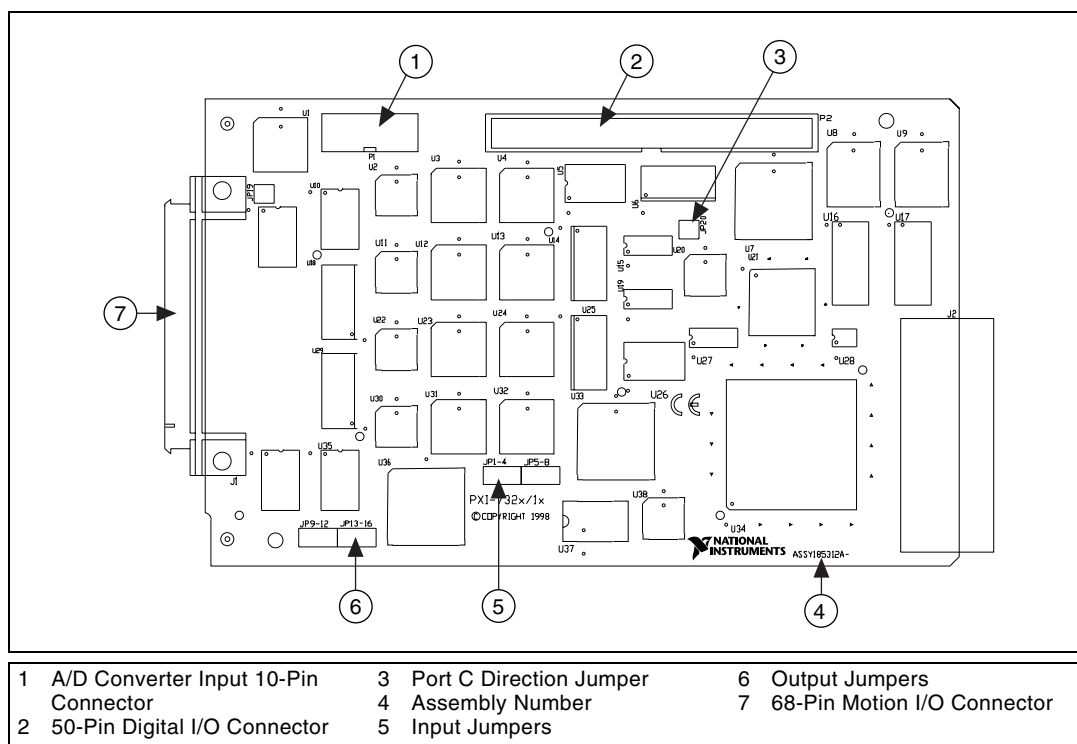 1 2 3
P2
U1 U8 U9
P1
U2 U3 U4 U5
JP19 U10 U6 JP20 U16 U17
U11 U12 U13 U14 U15 U20 U7
U18 U21
U19
7
U22 U23 U24 U25 J2
U29 U27 U28
U30 U31 U32 U33 U26 CE
U35 U36 JP1-4 JP5-8
J1
PXI-732x/1x
©COPYRIGHT 1998 U38
JP9-12 JP13-16 U34
U37 NATIONAL
INSTRUMENTS ASSY185312A-
6 5 4
1 A/D Converter Input 10-Pin
Connector
2 50-Pin Digital I/O Connector
3 Port C Direction Jumper
4 Assembly Number
5 Input Jumpers
6 Output Jumpers
7 68-Pin Motion I/O Connector